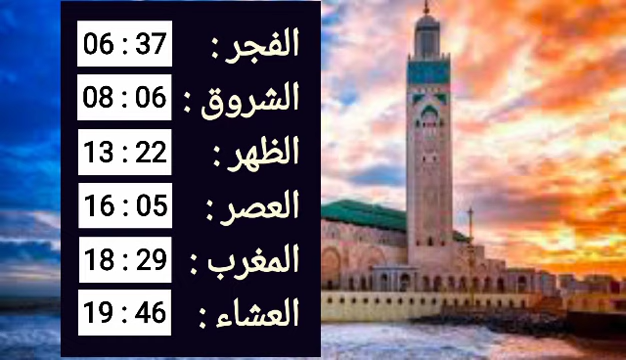 الفجر : 06 : 37
الشروق : 08 : 06
الظهر : 13 : 22
العصر : 16 : 05
المغرب : 18 : 29
العشاء : 19 : 46